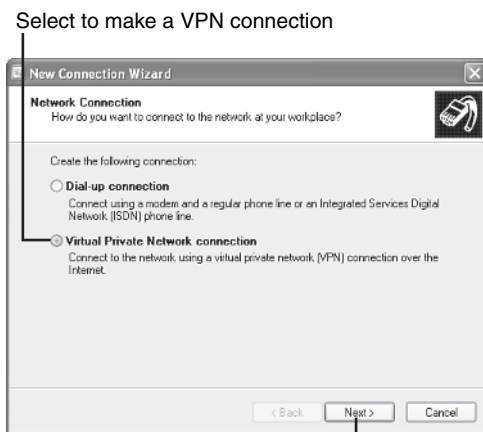 Select to make a VPN connection
New Connection Wizard
Network Connection
How do you want to connect to the network at your workplace?
Create the following connection:
Dial-up connection
Connect using a modem and a regular phone line or an Integrated Services Digital
Network (ISDN) phone line.
Virtual Private Network connection
Connect to the network using a virtual private network (VPN) connection over the
Internet.
< Back
Next >
Cancel